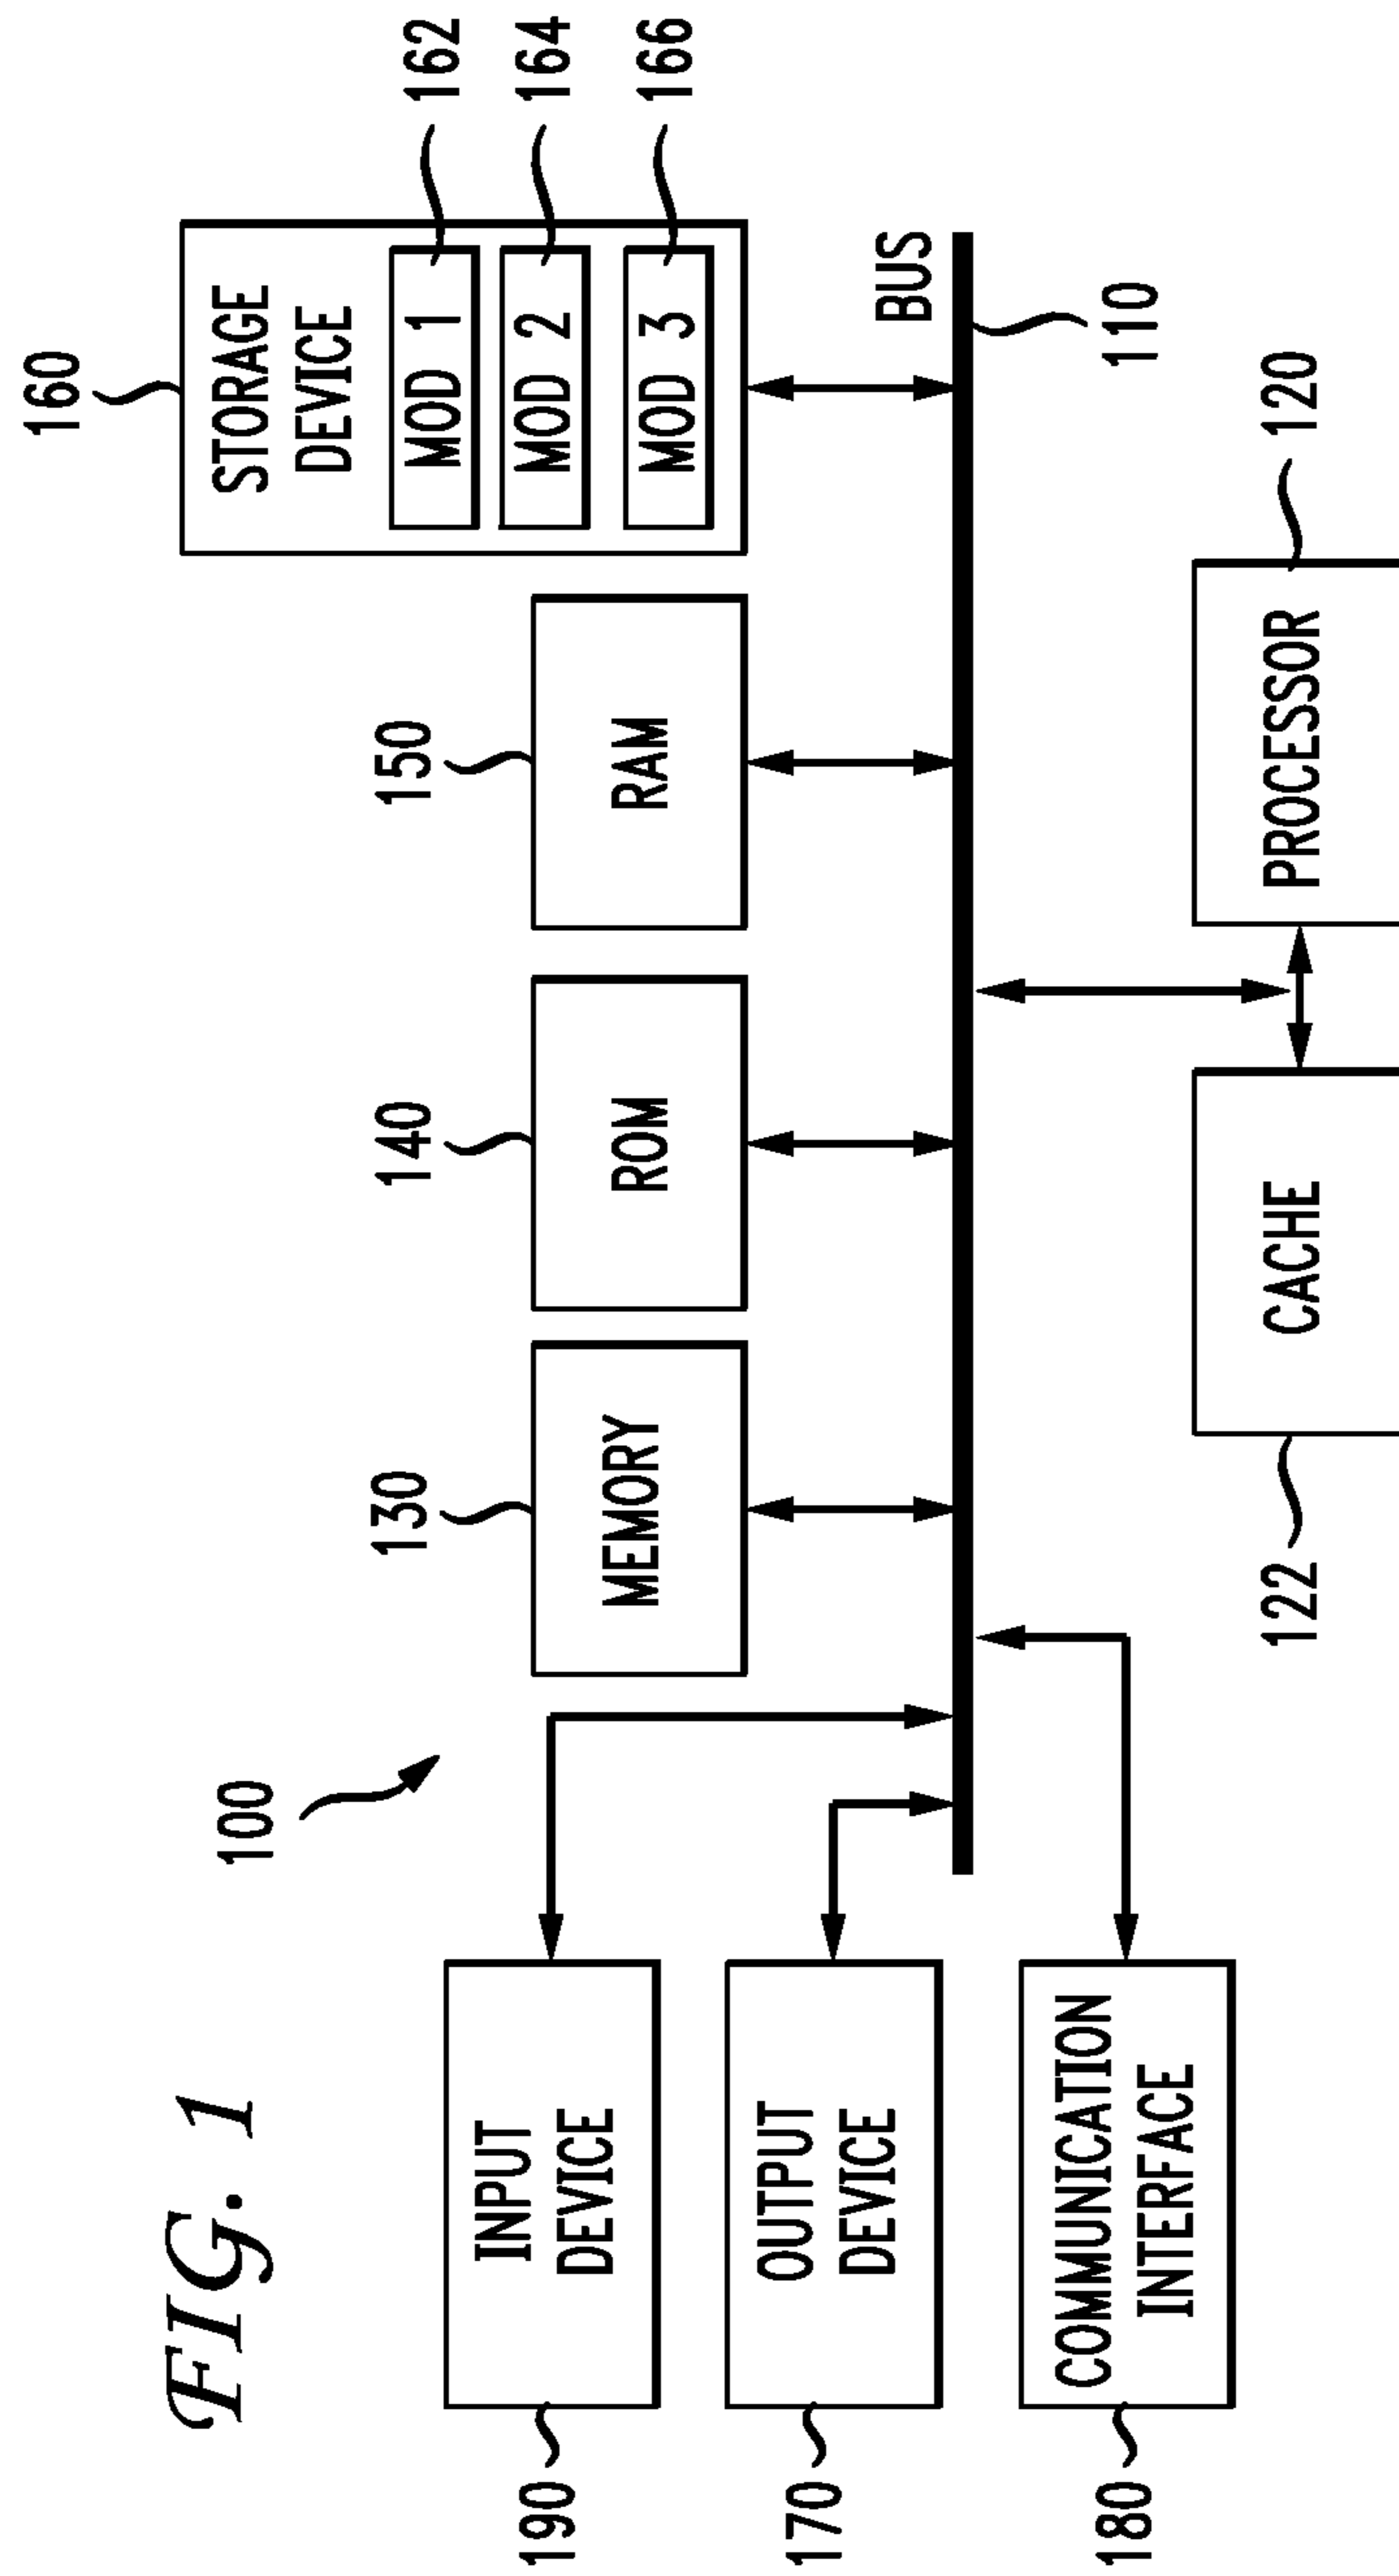 FIG. 1
100
160
STORAGE
DEVICE
MOD 1
162
MOD 2
164
MOD 3
166
130
MEMORY
140
ROM
150
RAM
190
INPUT
DEVICE
170
OUTPUT
DEVICE
180
COMMUNICATION
INTERFACE
BUS
110
122
CACHE
PROCESSOR
120